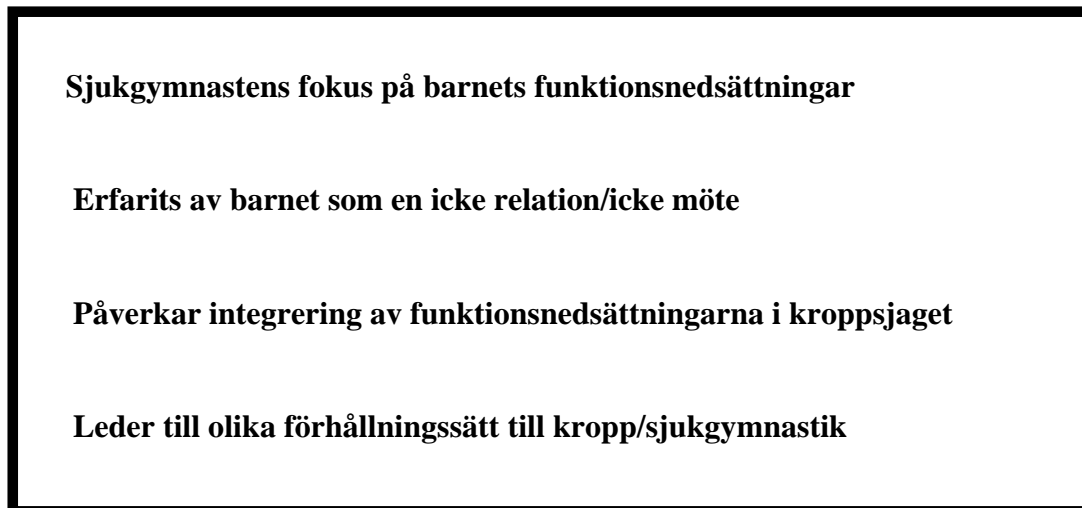 Sjukgymnastens fokus på barnets funktionsnedsättningar
Erfarits av barnet som en icke relation/icke möte
Påverkar integrering av funktionsnedsättningarna i kroppsjaget
Leder till olika förhållningssätt till kropp/sjukgymnastik